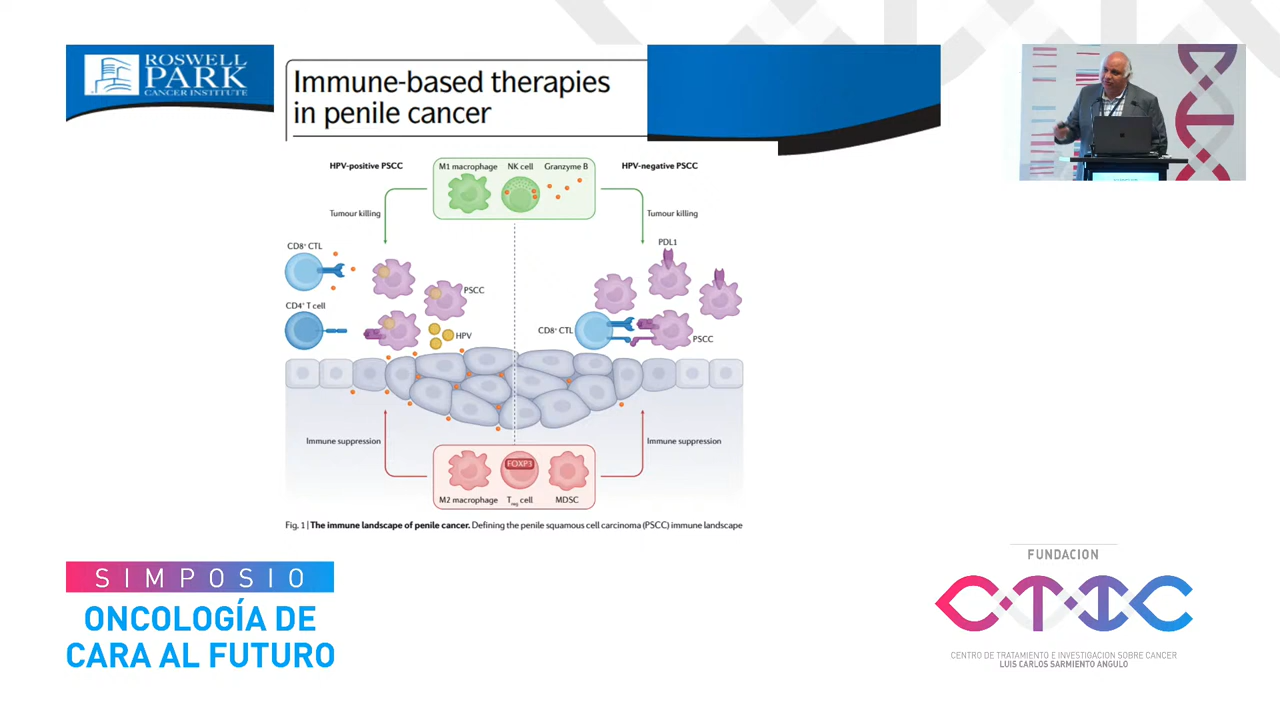 ROSWELL
PARK
CANCER INSTITUTE
Immune-based therapies
in penile cancer
HPV-positive PSCC
M1 macrophage
NK cell
Granzyme B
HPV-negative PSCC
Tumour killing
Tumour killing
PDL1
CD8+ CTL
PSCC
CD4+ T cell
HPV
CD8+ CTL
PSCC
Immune suppression
Immune suppression
FOXP3
M2 macrophage
Treg cell
MDSC
Fig. 1 | The immune landscape of penile cancer. Defining the penile squamous cell carcinoma (PSCC) immune landscape
SIMPOSIO
ONCOLOGÍA DE
CARA AL FUTURO
FUNDACION
CTIC
CENTRO DE TRATAMIENTO E INVESTIGACION SOBRE CANCER
LUIS CARLOS SARMIENTO ANGULO